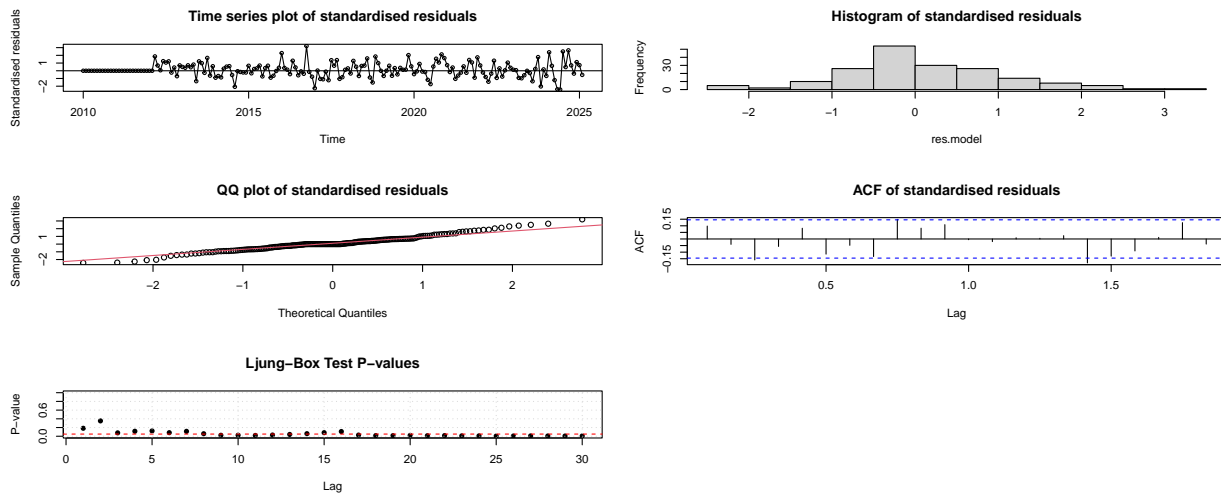 Time series plot of standardised residuals
Standardised residuals
1
−2
2010
2015
2020
2025
Time
Histogram of standardised residuals
Frequency
30
0
−2
−1
0
1
2
3
res.model
QQ plot of standardised residuals
Sample Quantiles
1
−2
−2
−1
0
1
2
Theoretical Quantiles
ACF of standardised residuals
ACF
0.15
−0.15
0.5
1.0
1.5
Lag
Ljung−Box Test P−values
P−value
0.6
0.0
0
5
10
15
20
25
30
Lag